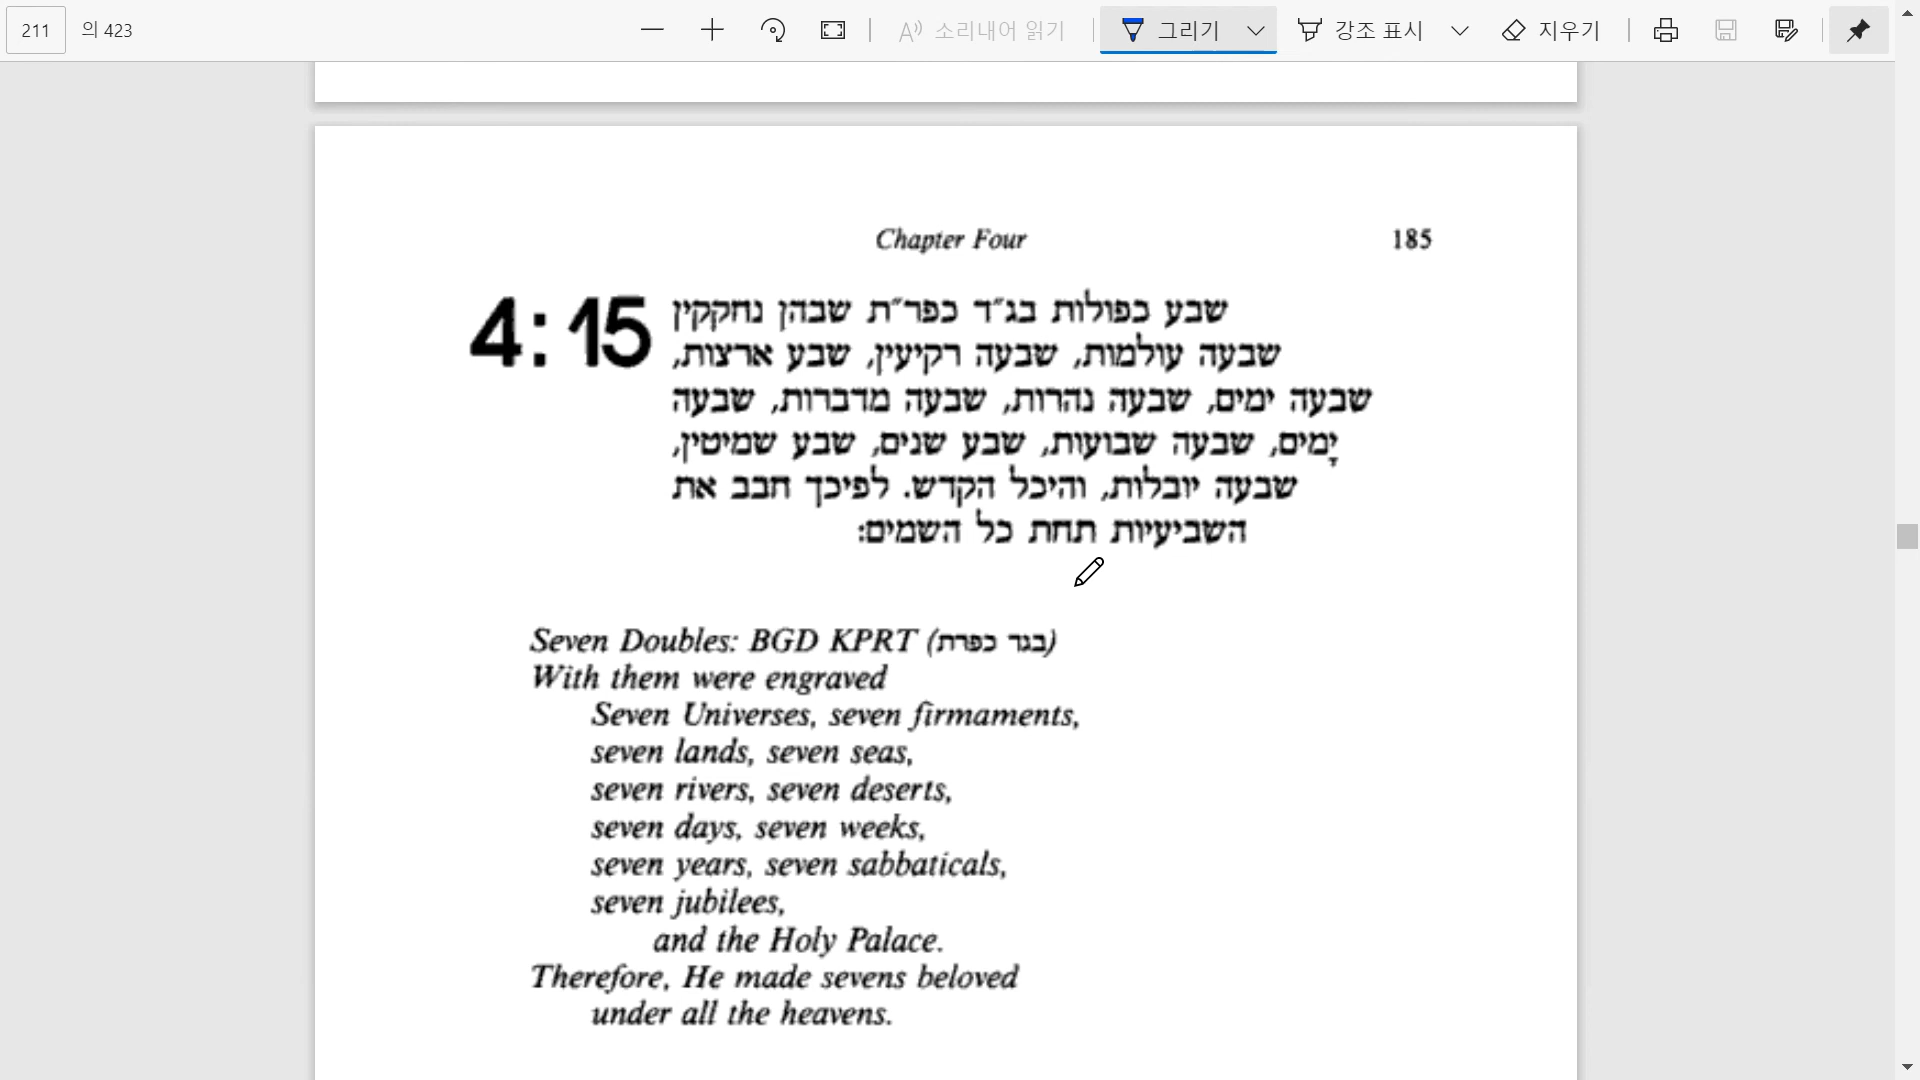 211 의 423 소리내어 읽기 그리기 강조 표시 지우기
Chapter Four 185
4:15
שבע כפולות בג״ד כפר״ת שבהן נחקקין
שבעה עולמות, שבעה רקיעין, שבע ארצות,
שבעה ימים, שבעה נהרות, שבעה מדברות, שבעה
יָמים, שבעה שבועות, שבע שנים, שבע שמיטין,
שבעה יובלות, והיכל הקדש. לפיכך חבב את
השביעיות תחת כל השמים:
Seven Doubles: BGD KPRT (בגד כפרת)
With them were engraved
Seven Universes, seven firmaments,
seven lands, seven seas,
seven rivers, seven deserts,
seven days, seven weeks,
seven years, seven sabbaticals,
seven jubilees,
and the Holy Palace.
Therefore, He made sevens beloved
under all the heavens.